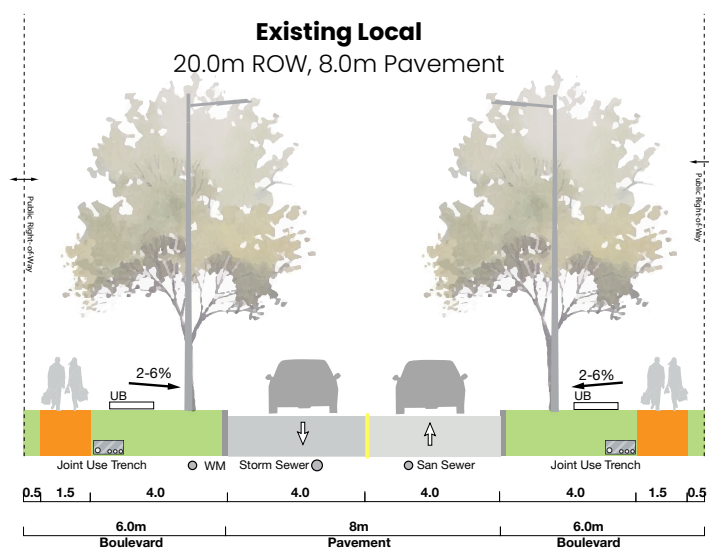 Existing Local
20.0m ROW, 8.0m Pavement
Public Right-of-Way
Public Right-of-Way
2-6%
UB
2-6%
UB
Joint Use Trench
WM
Storm Sewer
San Sewer
Joint Use Trench
0.5 1.5 4.0 4.0 4.0 4.0 1.5 0.5
6.0m 8m 6.0m
Boulevard Pavement Boulevard